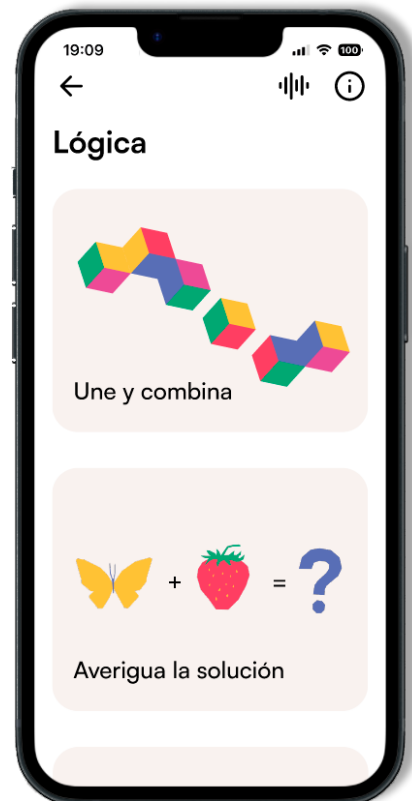 19:09
100
Lógica
Une y combina
+ = ?
Averigua la solución